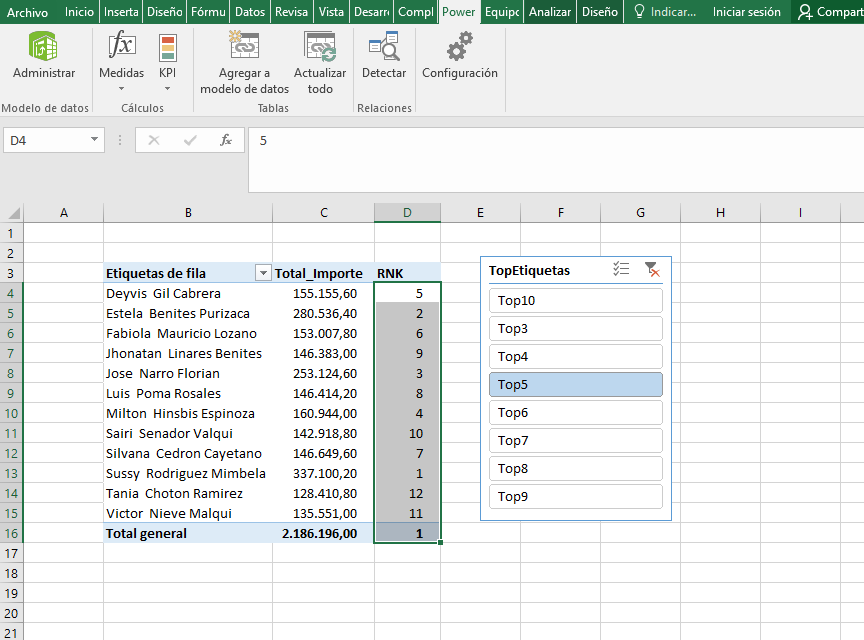 Archivo Inicio Inserta Diseño Fórmu Datos Revisa Vista Desarr Compl Power Equipo Analizar Diseño Indicar... Iniciar sesión Compart
Administrar Medidas KPI Agregar a modelo de datos Actualizar todo Detectar Configuración
Modelo de datos Cálculos Tablas Relaciones
D4 fx 5
A B C D E F G H I
1
2
3 Etiquetas de fila Total_Importe RNK
4 Deyvis Gil Cabrera 155.155,60 5
5 Estela Benites Purizaca 280.536,40 2
6 Fabiola Mauricio Lozano 153.007,80 6
7 Jhonatan Linares Benites 146.383,00 9
8 Jose Narro Florian 253.124,60 3
9 Luis Poma Rosales 146.414,20 8
10 Milton Hinsbis Espinoza 160.944,00 4
11 Sairi Senador Valqui 142.918,80 10
12 Silvana Cedron Cayetano 146.649,60 7
13 Sussy Rodriguez Mimbela 337.100,20 1
14 Tania Choton Ramirez 128.410,80 12
15 Victor Nieve Malqui 135.551,00 11
16 Total general 2.186.196,00 1
17
18
19
20
21
TopEtiquetas
Top10
Top3
Top4
Top5
Top6
Top7
Top8
Top9